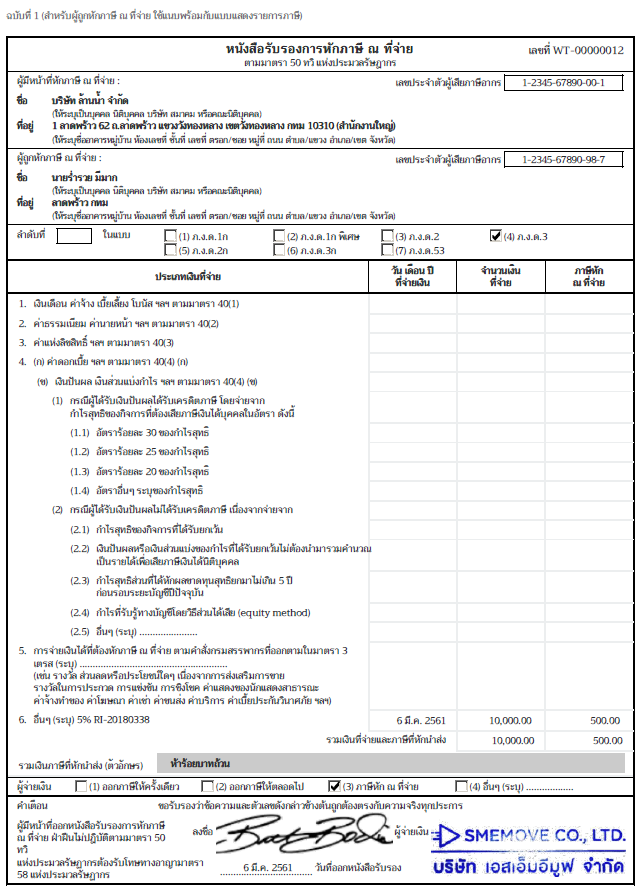 ฉบับที่ 1 (สำหรับผู้ถูกหักภาษี ณ ที่จ่าย ใช้แนบพร้อมกับแบบแสดงรายการภาษี)
หนังสือรับรองการหักภาษี ณ ที่จ่าย
เลขที่ WT-00000012
ตามมาตรา 50 ทวิ แห่งประมวลรัษฎากร
ผู้มีหน้าที่หักภาษี ณ ที่จ่าย :
เลขประจำตัวผู้เสียภาษีอากร 1-2345-67890-00-1
ชื่อ บริษัท ล้านน้ำ จำกัด
(ให้ระบุเป็นบุคคล นิติบุคคล บริษัท สมาคม หรือคณะนิติบุคคล)
ที่อยู่ 1 ลาดพร้าว 62 ถ.ลาดพร้าว แขวงวังทองหลาง เขตวังทองหลาง กทม 10310 (สำนักงานใหญ่)
(ให้ระบุชื่ออาคารหมู่บ้าน ห้องเลขที่ ชั้นที่ เลขที่ ตรอก/ซอย หมู่ที่ ถนน ตำบล/แขวง อำเภอ/เขต จังหวัด)
ผู้ถูกหักภาษี ณ ที่จ่าย :
เลขประจำตัวผู้เสียภาษีอากร 1-2345-67890-98-7
ชื่อ นายร่ำรวย มีมาก
(ให้ระบุเป็นบุคคล นิติบุคคล บริษัท สมาคม หรือคณะนิติบุคคล)
ที่อยู่ ลาดพร้าว กทม
(ให้ระบุชื่ออาคารหมู่บ้าน ห้องเลขที่ ชั้นที่ เลขที่ ตรอก/ซอย หมู่ที่ ถนน ตำบล/แขวง อำเภอ/เขต จังหวัด)
ลำดับที่ ในแบบ (1) ภ.ง.ด.1ก (2) ภ.ง.ด.1ก พิเศษ (3) ภ.ง.ด.2 (4) ภ.ง.ด.3
(5) ภ.ง.ด.2ก (6) ภ.ง.ด.3ก (7) ภ.ง.ด.53
ประเภทเงินที่จ่าย
วัน เดือน ปี
ที่จ่ายเงิน
จำนวนเงิน
ที่จ่าย
ภาษีหัก
ณ ที่จ่าย
1. เงินเดือน ค่าจ้าง เบี้ยเลี้ยง โบนัส ฯลฯ ตามมาตรา 40(1)
2. ค่าธรรมเนียม ค่านายหน้า ฯลฯ ตามมาตรา 40(2)
3. ค่าแห่งลิขสิทธิ์ ฯลฯ ตามมาตรา 40(3)
4. (ก) ค่าดอกเบี้ย ฯลฯ ตามมาตรา 40(4) (ก)
(ข) เงินปันผล เงินส่วนแบ่งกำไร ฯลฯ ตามมาตรา 40(4) (ข)
(1) กรณีผู้ได้รับเงินปันผลได้รับเครดิตภาษี โดยจ่ายจาก
กำไรสุทธิของกิจการที่ต้องเสียภาษีเงินได้บุคคลในอัตรา ดังนี้
(1.1) อัตราร้อยละ 30 ของกำไรสุทธิ
(1.2) อัตราร้อยละ 25 ของกำไรสุทธิ
(1.3) อัตราร้อยละ 20 ของกำไรสุทธิ
(1.4) อัตราอื่นๆ ระบุของกำไรสุทธิ
(2) กรณีผู้ได้รับเงินปันผลไม่ได้รับเครดิตภาษี เนื่องจากจ่ายจาก
(2.1) กำไรสุทธิของกิจการที่ได้รับยกเว้น
(2.2) เงินปันผลหรือเงินส่วนแบ่งของกำไรที่ได้รับยกเว้นไม่ต้องนำมารวมคำนวณ
เป็นรายได้เพื่อเสียภาษีเงินได้นิติบุคคล
(2.3) กำไรสุทธิส่วนที่ได้หักผลขาดทุนสุทธิยกมาไม่เกิน 5 ปี
ก่อนรอบระยะบัญชีปีปัจจุบัน
(2.4) กำไรที่รับรู้ทางบัญชีโดยวิธีส่วนได้เสีย (equity method)
(2.5) อื่นๆ (ระบุ) ......................
5. การจ่ายเงินได้ที่ต้องหักภาษี ณ ที่จ่าย ตามคำสั่งกรมสรรพากรที่ออกตามในมาตรา 3
เตรส (ระบุ) ........................................................
(เช่น รางวัล ส่วนลดหรือประโยชน์ใดๆ เนื่องจากการส่งเสริมการขาย
รางวัลในการประกวด การแข่งขัน การชิงโชค ค่าแสดงของนักแสดงสาธารณะ
ค่าจ้างทำของ ค่าโฆษณา ค่าเช่า ค่าขนส่ง ค่าบริการ ค่าเบี้ยประกันวินาศภัย ฯลฯ)
6. อื่นๆ (ระบุ) 5% RI-20180338 6 มี.ค. 2561 10,000.00 500.00
รวมเงินที่จ่ายและภาษีที่หักนำส่ง 10,000.00 500.00
รวมเงินภาษีที่หักนำส่ง (ตัวอักษร) ห้าร้อยบาทถ้วน
ผู้จ่ายเงิน (1) ออกภาษีให้ครั้งเดียว (2) ออกภาษีให้ตลอดไป (3) ภาษีหัก ณ ที่จ่าย (4) อื่นๆ (ระบุ) ..................
คำเตือน
ขอรับรองว่าข้อความและตัวเลขดังกล่าวข้างต้นถูกต้องตรงกับความจริงทุกประการ
ผู้มีหน้าที่ออกหนังสือรับรองการหักภาษี
ณ ที่จ่าย ฝ่าฝืนไม่ปฏิบัติตามมาตรา 50
ทวิ
แห่งประมวลรัษฎากรต้องรับโทษทางอาญามาตรา
58 แห่งประมวลรัษฎากร
ลงชื่อ ผู้จ่ายเงิน
6 มี.ค. 2561 วันที่ออกหนังสือรับรอง
SMEMOVE CO., LTD.
บริษัท เอสเอ็มอีมูฟ จำกัด